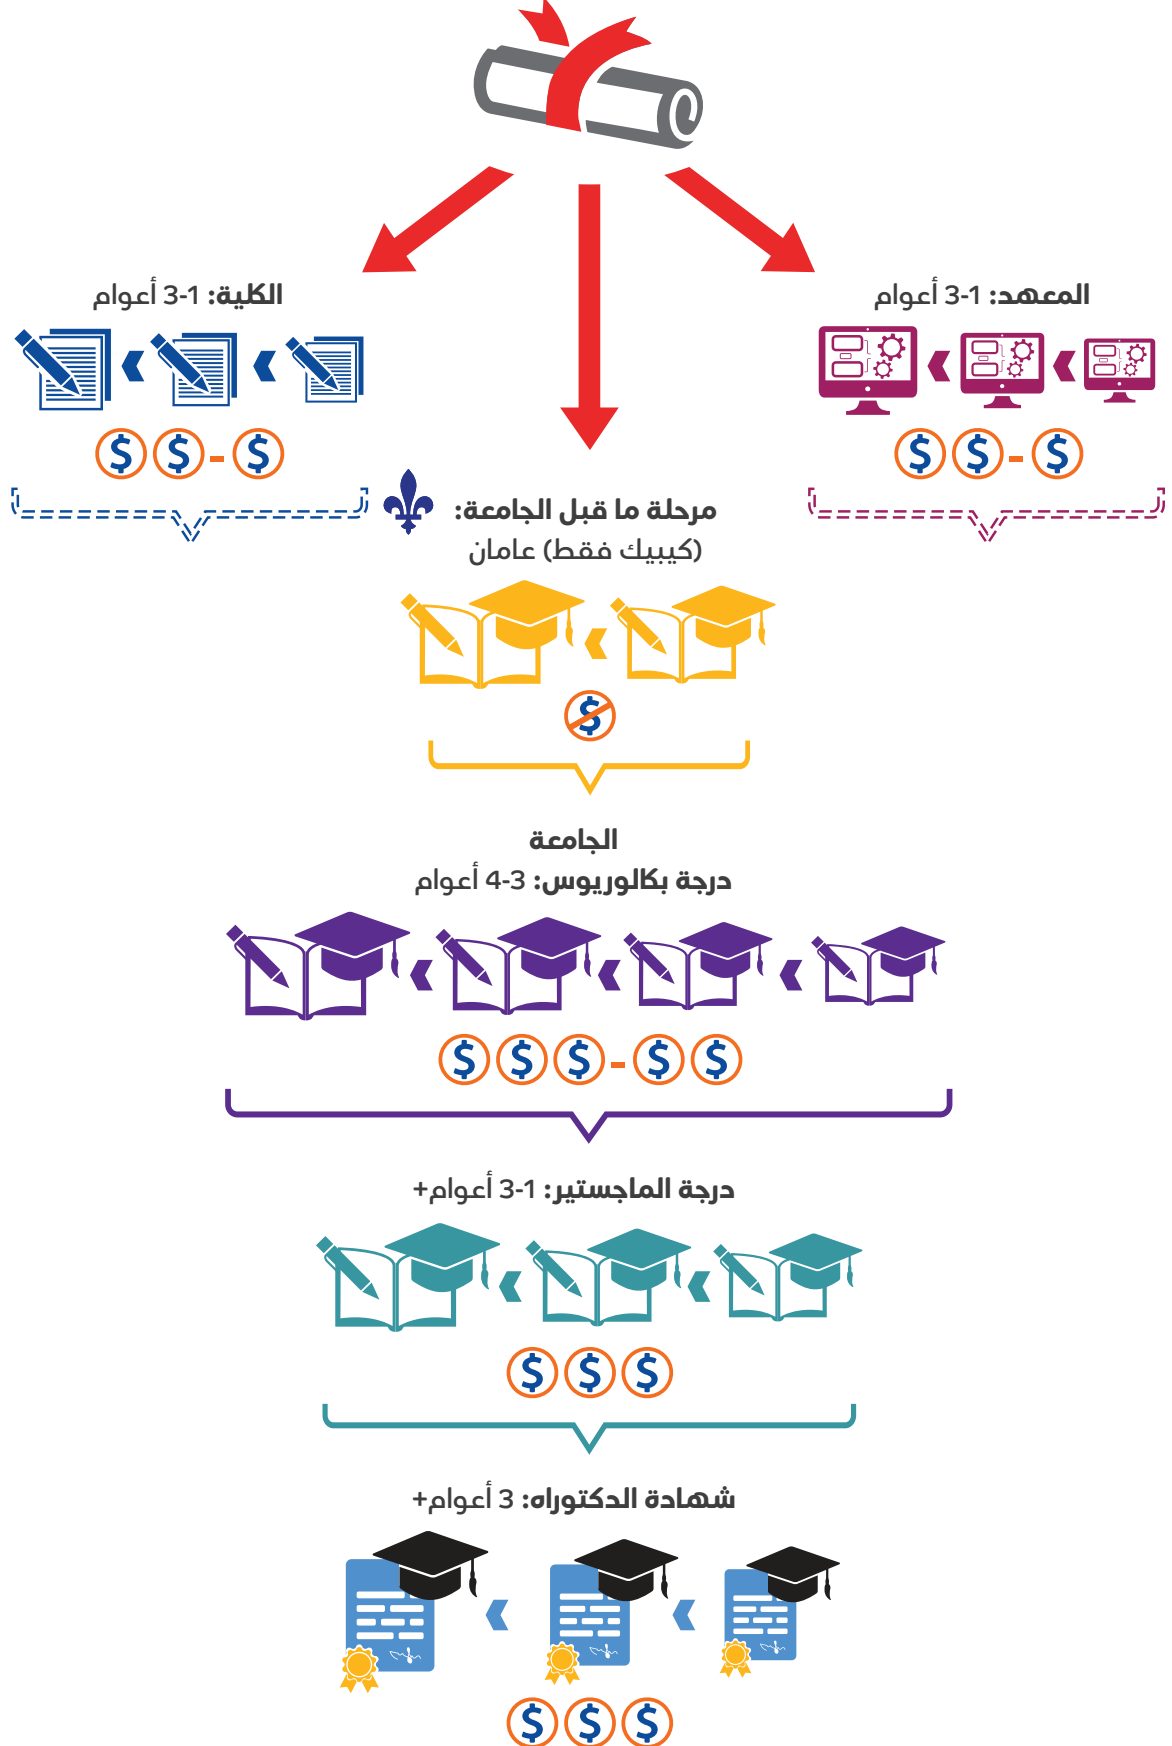 المعهد: 1-3 أعوام
الكلية: 1-3 أعوام
$ $ - $
$ $ - $
مرحلة ما قبل الجامعة:
(كيبيك فقط) عامان
$
الجامعة
درجة بكالوريوس: 3-4 أعوام
$ $ $ - $ $
درجة الماجستير: 1-3 أعوام+
$ $ $
شهادة الدكتوراه: 3 أعوام+
$ $ $